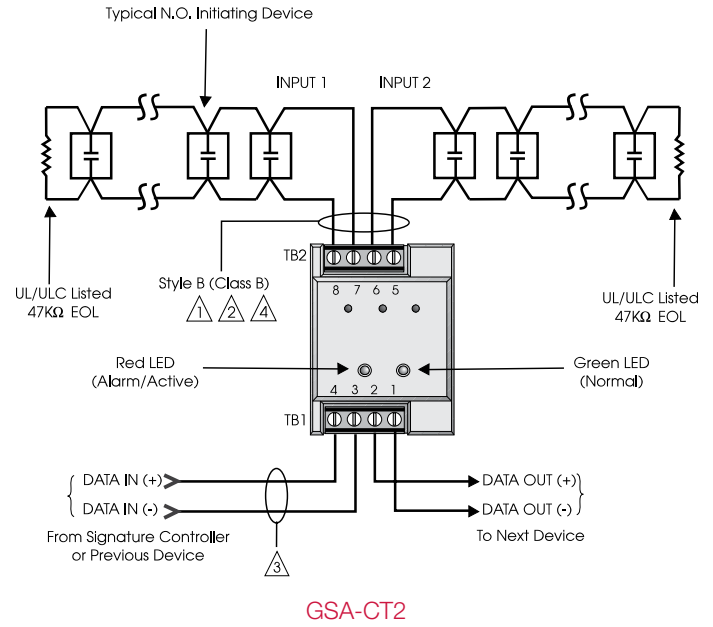 Typical N.O. Initiating Device
INPUT 1
INPUT 2
TB2
8 7 6 5
Style B (Class B)
1 2 4
UL/ULC Listed
47KΩ EOL
UL/ULC Listed
47KΩ EOL
Red LED
(Alarm/Active)
Green LED
(Normal)
4 3 2 1
TB1
DATA IN (+)
DATA IN (-)
From Signature Controller
or Previous Device
3
DATA OUT (+)
DATA OUT (-)
To Next Device
GSA-CT2